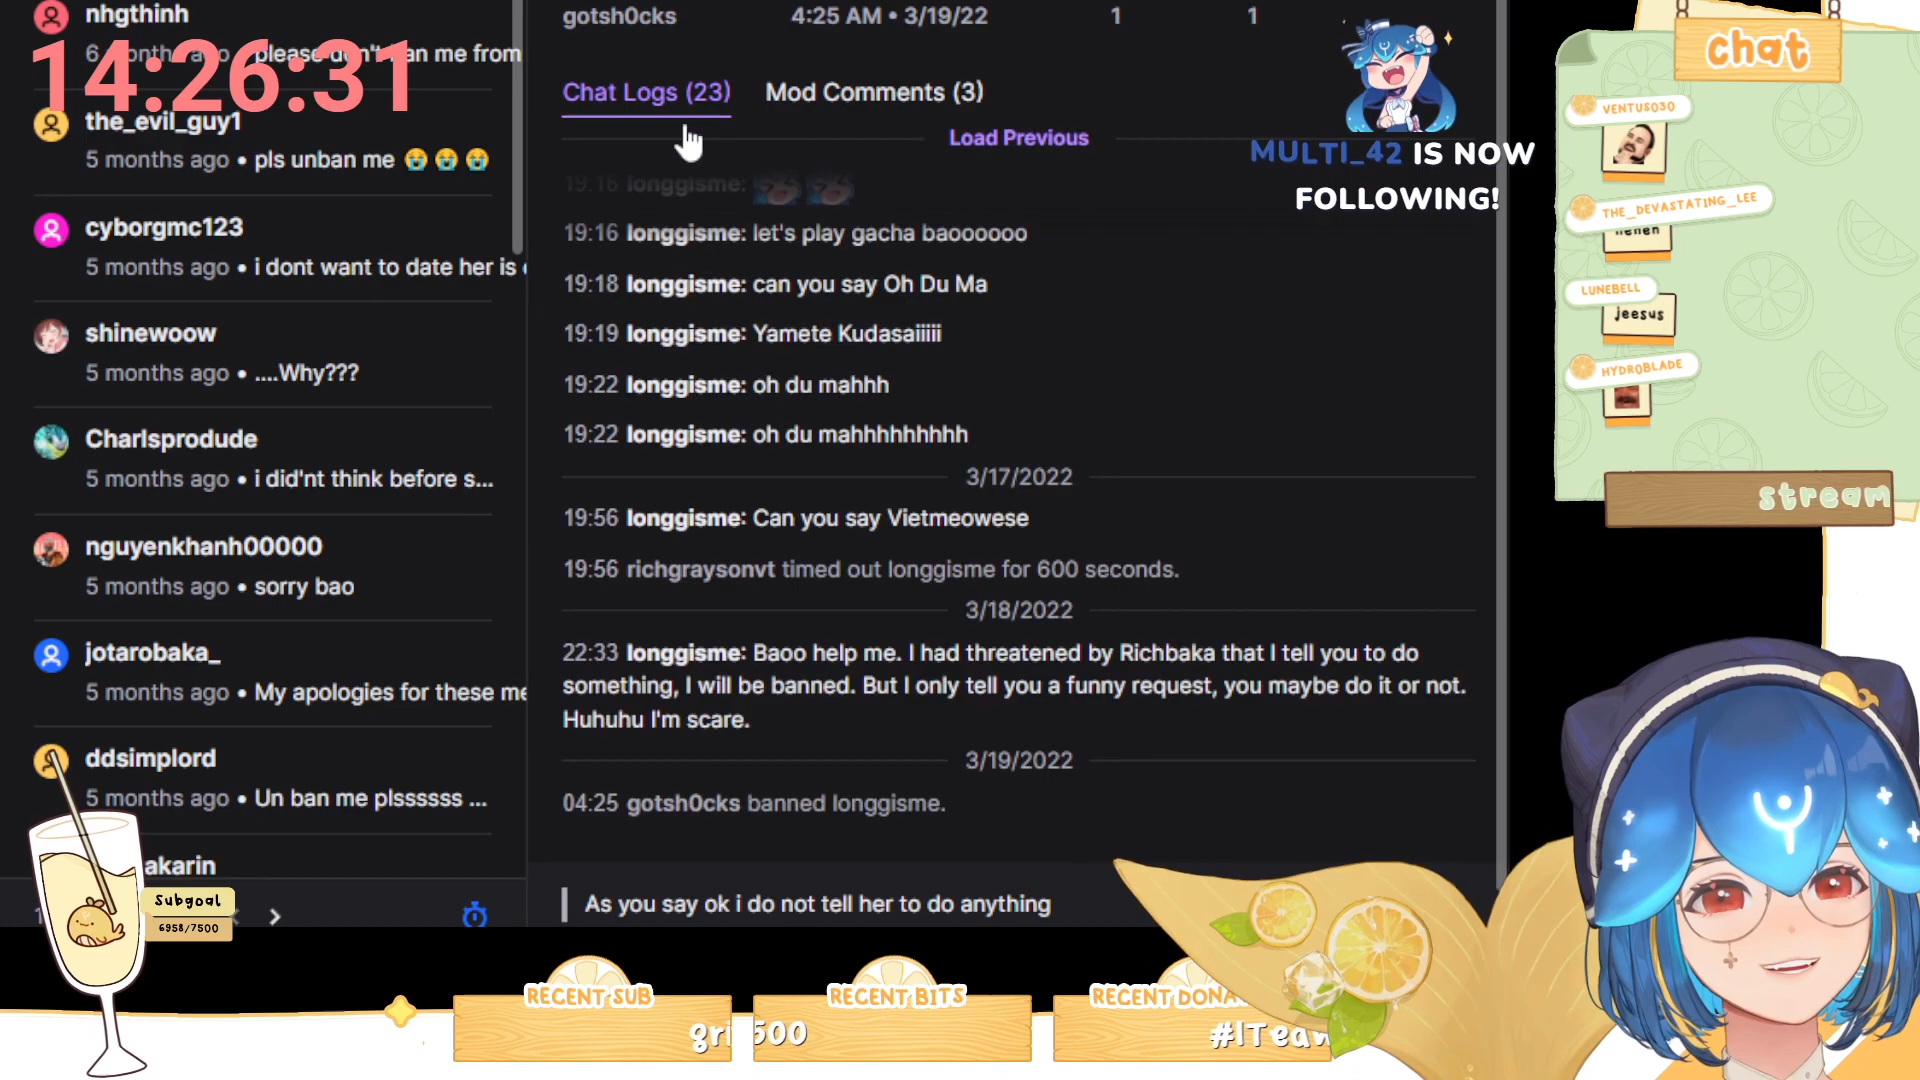 nhgthinh
14:26:31
the_evil_guy1
5 months ago • pls unban me 😭😭😭
cyborgmc123
5 months ago • i dont want to date her is
shinewoow
5 months ago • ....Why???
Charlsprodude
5 months ago • i did'nt think before s...
nguyenkhanh00000
5 months ago • sorry bao
jotarobaka_
5 months ago • My apologies for these me
ddsimplord
5 months ago • Un ban me plssssss ...
akarin
Subgoal
6958/7500
gotsh0cks 4:25 AM • 3/19/22 1 1
Chat Logs (23) Mod Comments (3)
Load Previous
19:16 longgisme:
19:16 longgisme: let's play gacha baoooooo
19:18 longgisme: can you say Oh Du Ma
19:19 longgisme: Yamete Kudasaiiiii
19:22 longgisme: oh du mahhh
19:22 longgisme: oh du mahhhhhhhhh
3/17/2022
19:56 longgisme: Can you say Vietmeowese
19:56 richgraysonvt timed out longgisme for 600 seconds.
3/18/2022
22:33 longgisme: Baoo help me. I had threatened by Richbaka that I tell you to do
something, I will be banned. But I only tell you a funny request, you maybe do it or not.
Huhuhu I'm scare.
3/19/2022
04:25 gotsh0cks banned longgisme.
As you say ok i do not tell her to do anything
MULTI_42 IS NOW
FOLLOWING!
chat
VENTUS030
THE_DEVASTATING_LEE
LUNEBELL
jeesus
HYDROBLADE
stream
RECENT SUB
RECENT BITS
500
#ITeaw